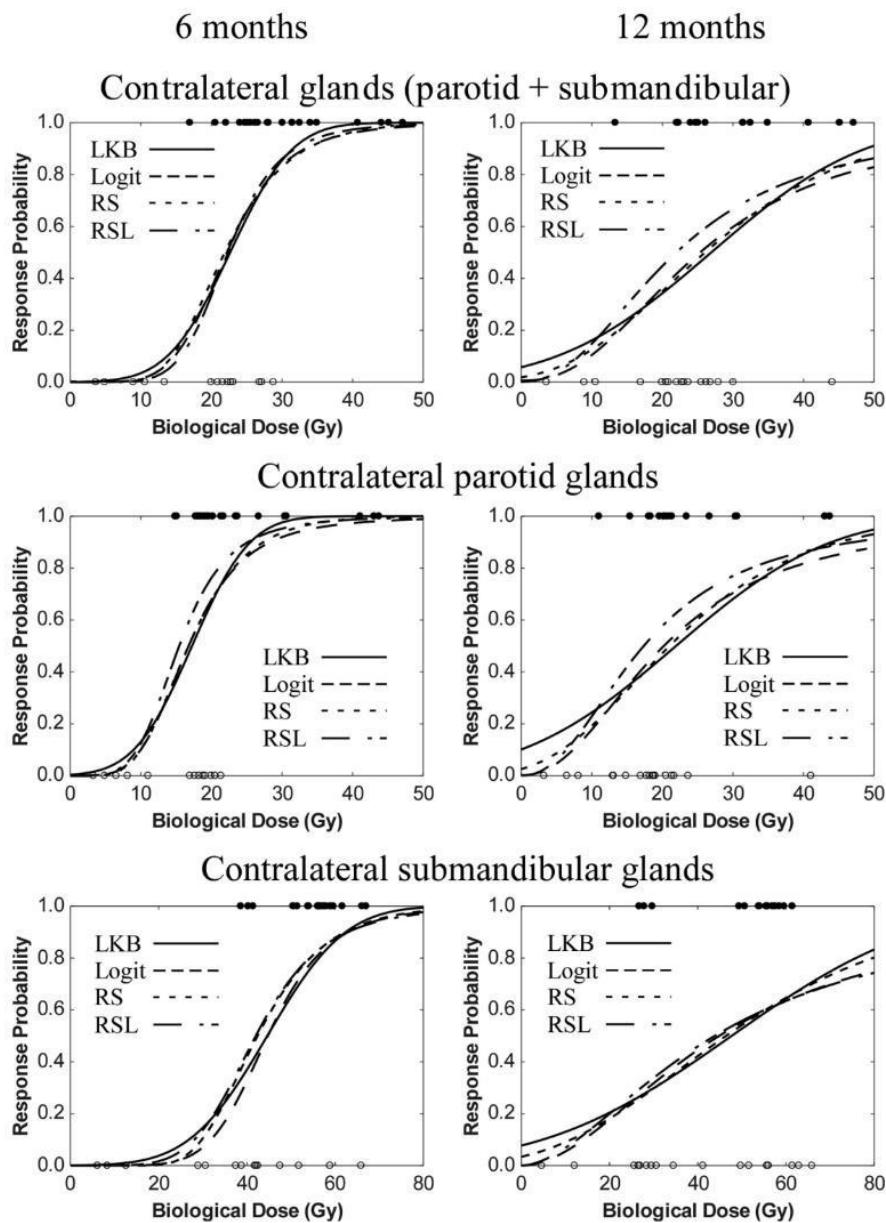 6 months
12 months
Contralateral glands (parotid + submandibular)
Response Probability
1.0
0.8
0.6
0.4
0.2
0.0
LKB
Logit
RS
RSL
0 10 20 30 40 50
Biological Dose (Gy)
Response Probability
1.0
0.8
0.6
0.4
0.2
0.0
LKB
Logit
RS
RSL
0 10 20 30 40 50
Biological Dose (Gy)
Contralateral parotid glands
Response Probability
1.0
0.8
0.6
0.4
0.2
0.0
LKB
Logit
RS
RSL
0 10 20 30 40 50
Biological Dose (Gy)
Response Probability
1.0
0.8
0.6
0.4
0.2
0.0
LKB
Logit
RS
RSL
0 10 20 30 40 50
Biological Dose (Gy)
Contralateral submandibular glands
Response Probability
1.0
0.8
0.6
0.4
0.2
0.0
LKB
Logit
RS
RSL
0 20 40 60 80
Biological Dose (Gy)
Response Probability
1.0
0.8
0.6
0.4
0.2
0.0
LKB
Logit
RS
RSL
0 20 40 60 80
Biological Dose (Gy)